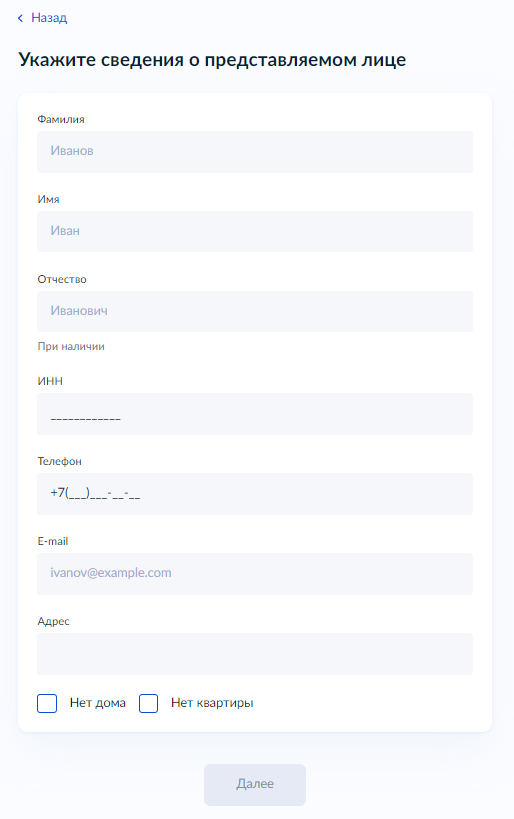 Назад
Укажите сведения о представляемом лице
Фамилия
Иванов
Имя
Иван
Отчество
Иванович
При наличии
ИНН
____________
Телефон
+7(___)___-__-__
E-mail
ivanov@example.com
Адрес
Нет дома Нет квартиры
Далее